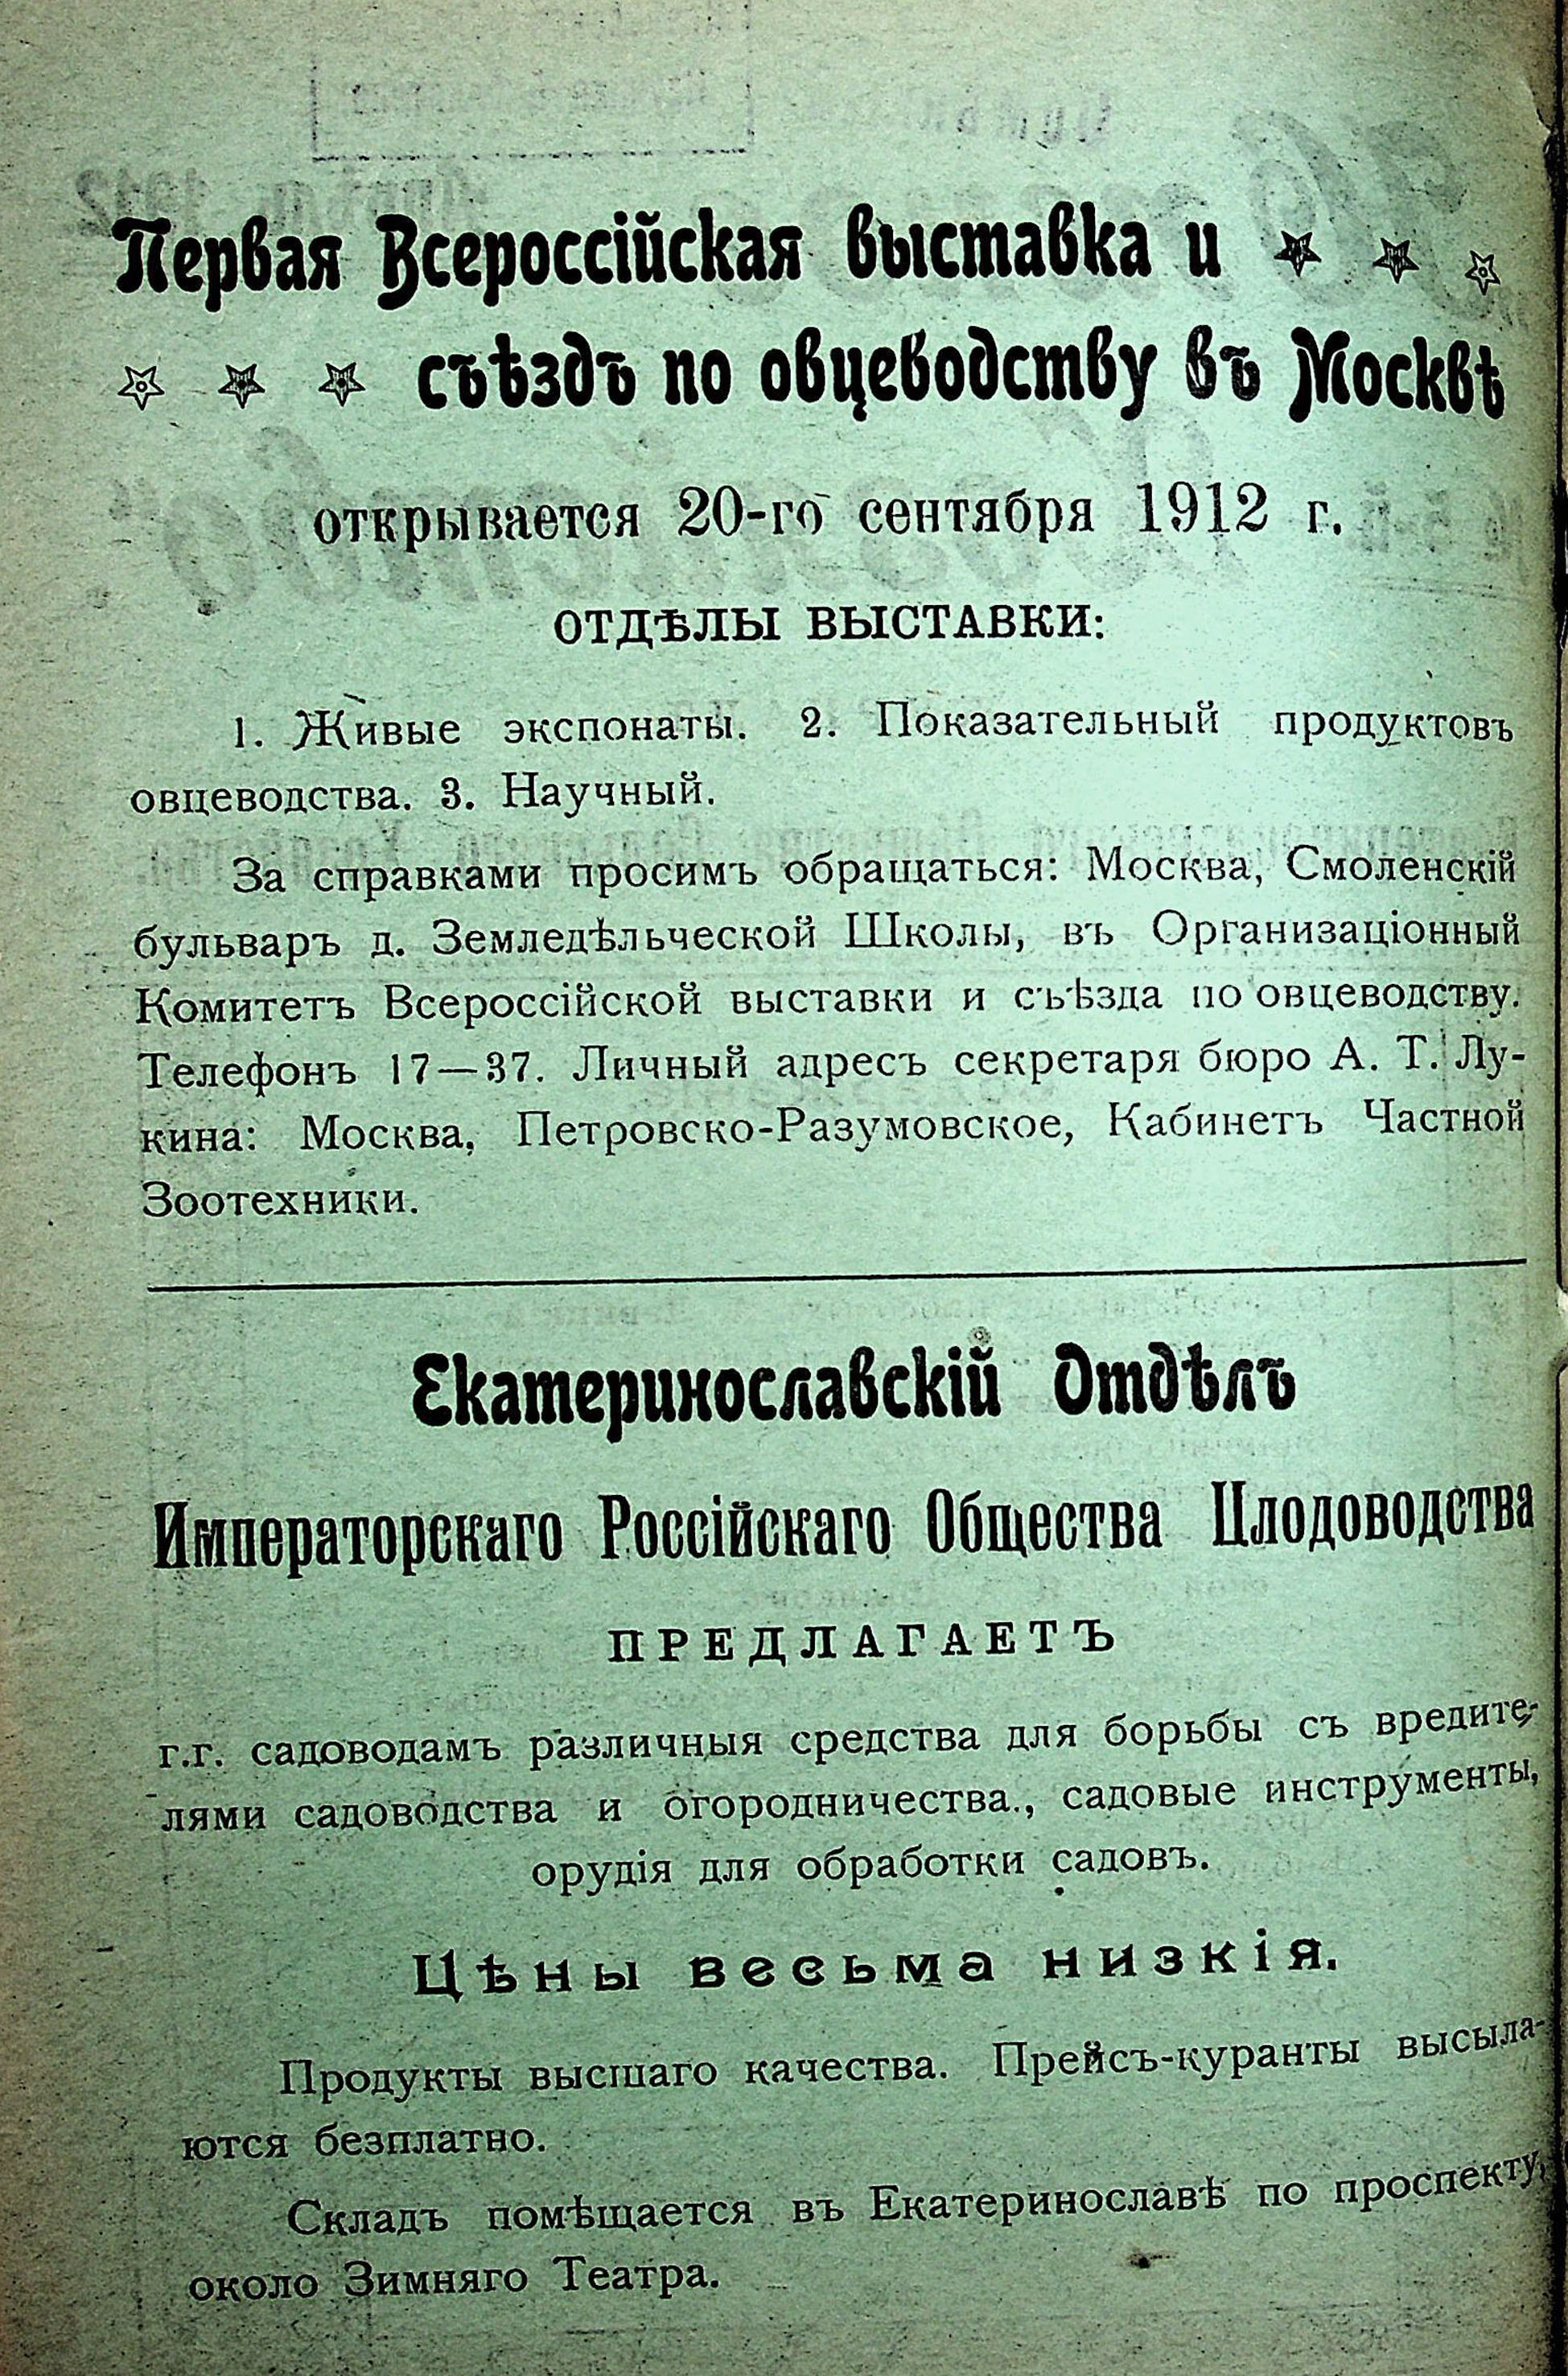 Первая Всероссійская выставка и
съѣздъ по овцеводству въ Москвѣ
открывается 20-го сентября 1912 г.
ОТДѢЛЫ ВЫСТАВКИ:
1. Живые экспонаты. 2. Показательный продуктовъ
овцеводства. 3. Научный.
За справками просимъ обращаться: Москва, Смоленскій
бульваръ д. Земледѣльческой Школы, въ Организаціонный
Комитетъ Всероссійской выставки и съѣзда по овцеводству.
Телефонъ 17—37. Личный адресъ секретаря бюро А. Т. Лу-
кина: Москва, Петровско-Разумовское, Кабинетъ Частной
Зоотехники.
Екатеринославскій Отдѣлъ
Императорскаго Россійскаго Общества Плодоводства
ПРЕДЛАГАЕТЪ
г.г. садоводамъ различныя средства для борьбы съ вредите-
лями садоводства и огородничества., садовые инструменты,
орудія для обработки садовъ.
Цѣны весьма низкія.
Продукты высшаго качества. Прейсъ-куранты высыла-
ются безплатно.
Складъ помѣщается въ Екатеринославѣ по проспекту,
около Зимняго Театра.